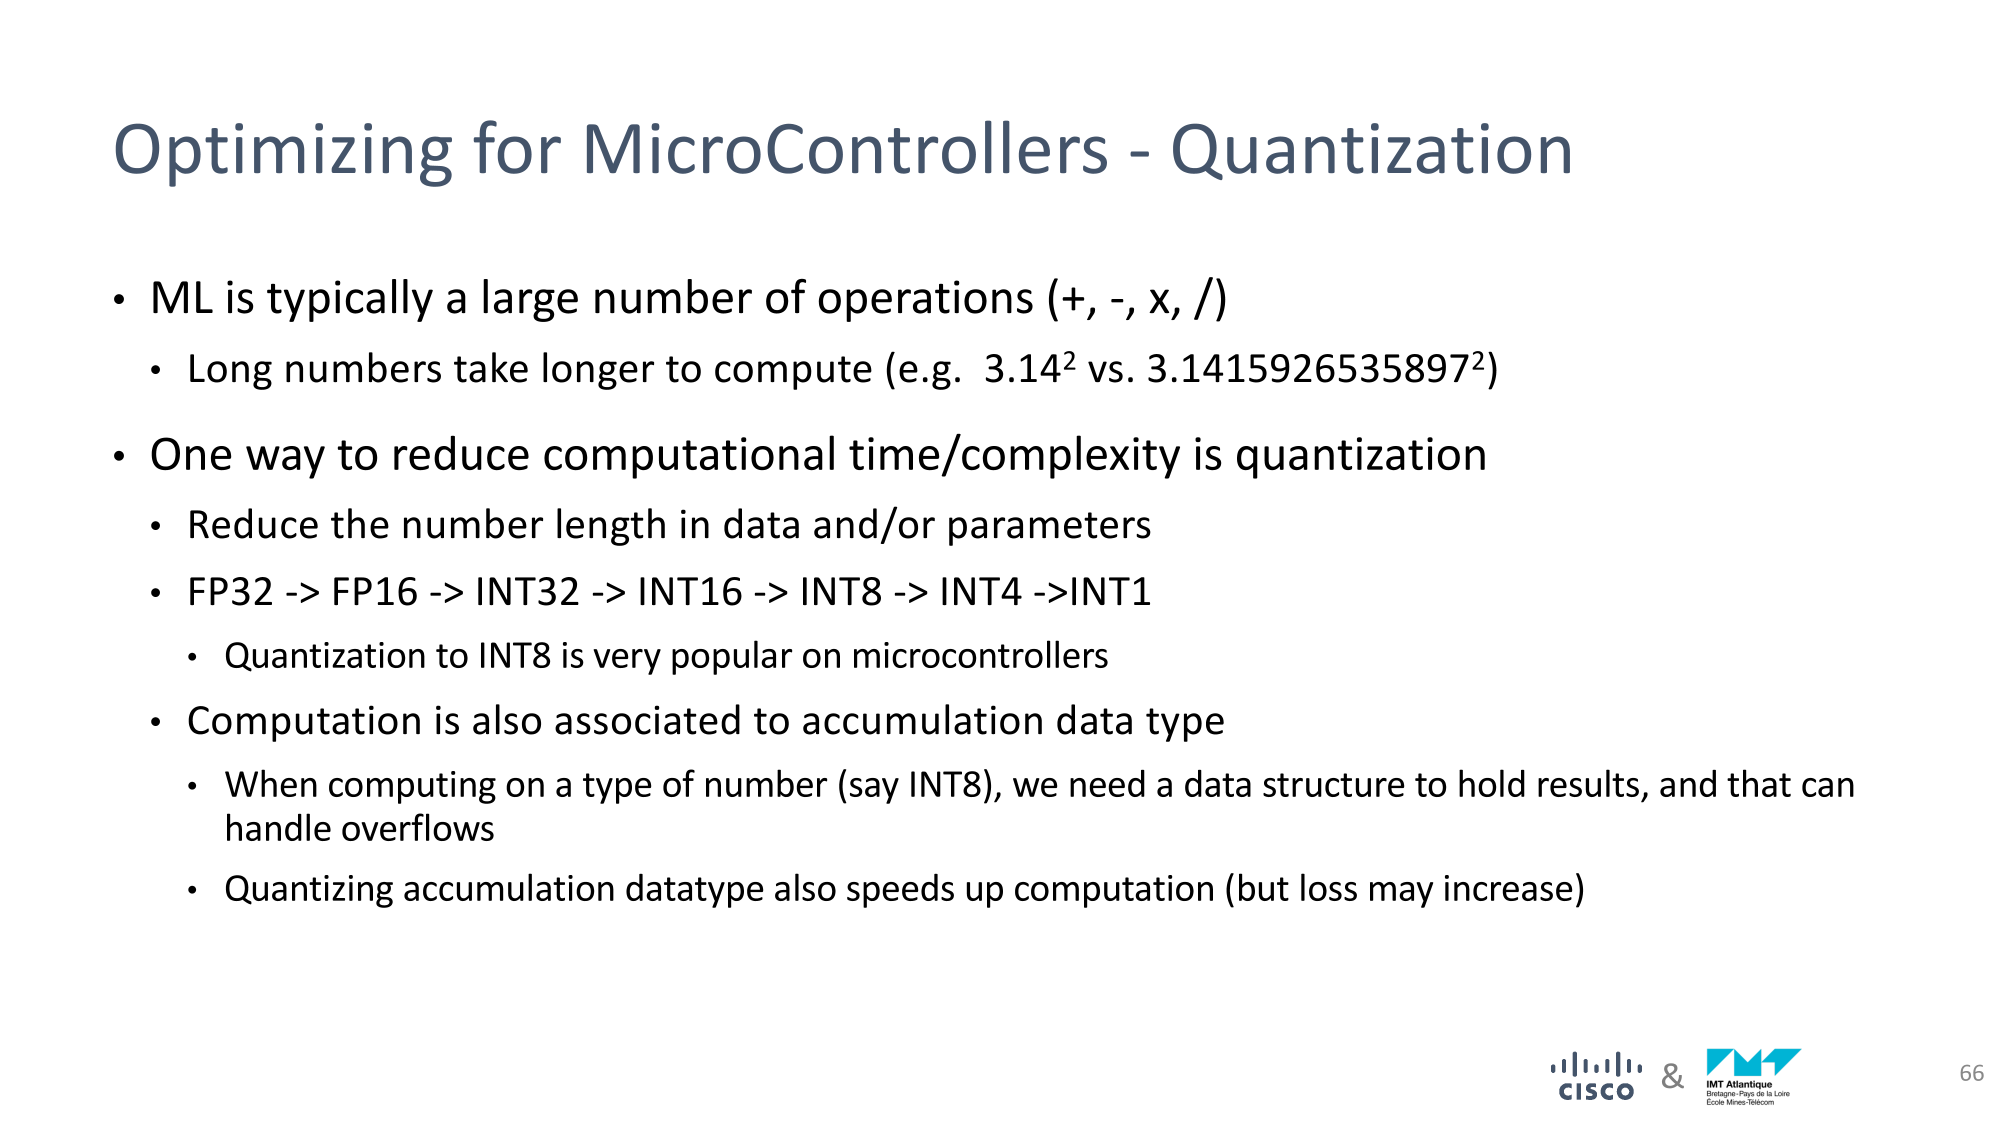 Optimizing for MicroControllers - Quantization
• ML is typically a large number of operations (+, -, x, /)
• Long numbers take longer to compute (e.g.  3.14² vs. 3.1415926535897²)
• One way to reduce computational time/complexity is quantization
• Reduce the number length in data and/or parameters
• FP32 -> FP16 -> INT32 -> INT16 -> INT8 -> INT4 ->INT1
• Quantization to INT8 is very popular on microcontrollers
• Computation is also associated to accumulation data type
• When computing on a type of number (say INT8), we need a data structure to hold results, and that can
handle overflows
• Quantizing accumulation datatype also speeds up computation (but loss may increase)
CISCO
&
IMT Atlantique
Bretagne-Pays de la Loire
École Mines-Télécom
66